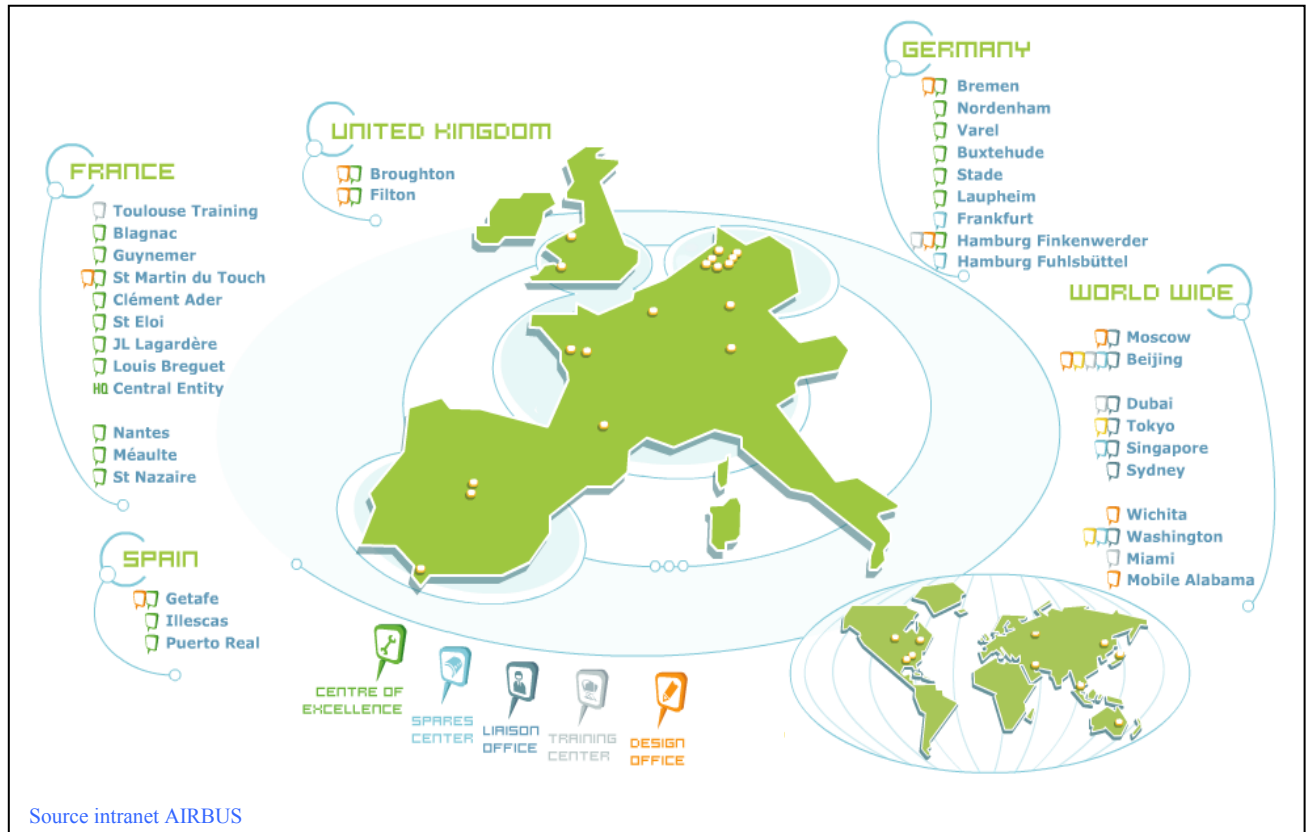 FRANCE
Toulouse Training
Blagnac
Guynemer
St Martin du Touch
Clément Ader
St Eloi
JL Lagardère
Louis Breguet
HQ Central Entity
Nantes
Méaulte
St Nazaire
UNITED KINGDOM
Broughton
Filton
GERMANY
Bremen
Nordenham
Varel
Buxtehude
Stade
Laupheim
Frankfurt
Hamburg Finkenwerder
Hamburg Fuhlsbüttel
WORLD WIDE
Moscow
Beijing
Dubai
Tokyo
Singapore
Sydney
Wichita
Washington
Miami
Mobile Alabama
SPAIN
Getafe
Illescas
Puerto Real
CENTRE OF
EXCELLENCE
SPARES
CENTER
LIAISON
OFFICE
TRAINING
CENTER
DESIGN
OFFICE
Source intranet AIRBUS